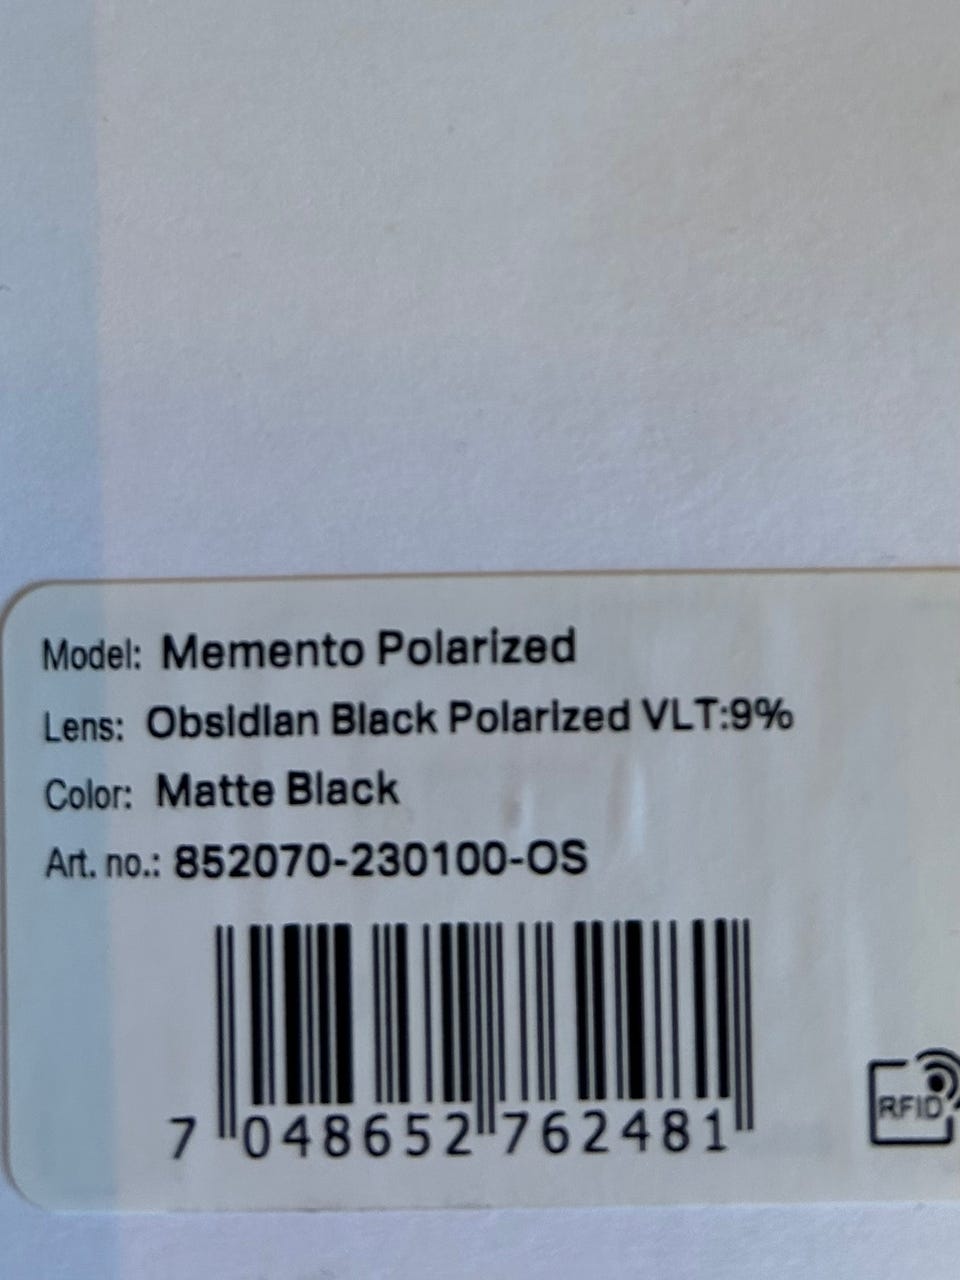 Model: Memento Polarized
Lens: Obsidian Black Polarized VLT:9%
Color: Matte Black
Art. no.: 852070-230100-OS
7 048652 762481
RFID